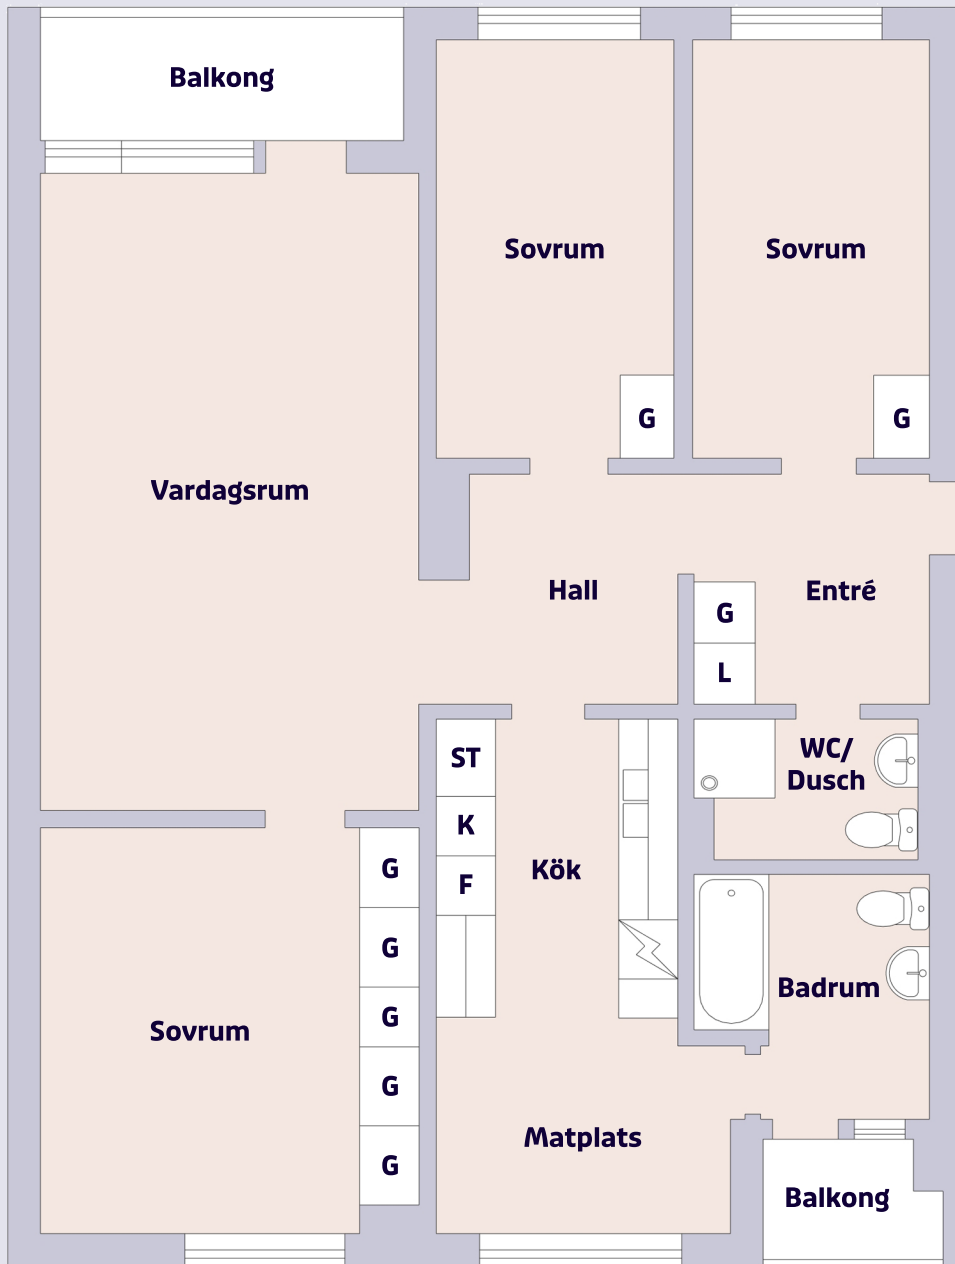 Balkong
Sovrum
Sovrum
G
G
Vardagsrum
Hall
Entré
G
L
ST
K
F
Kök
WC/
Dusch
G
G
G
G
G
Sovrum
Badrum
Matplats
Balkong